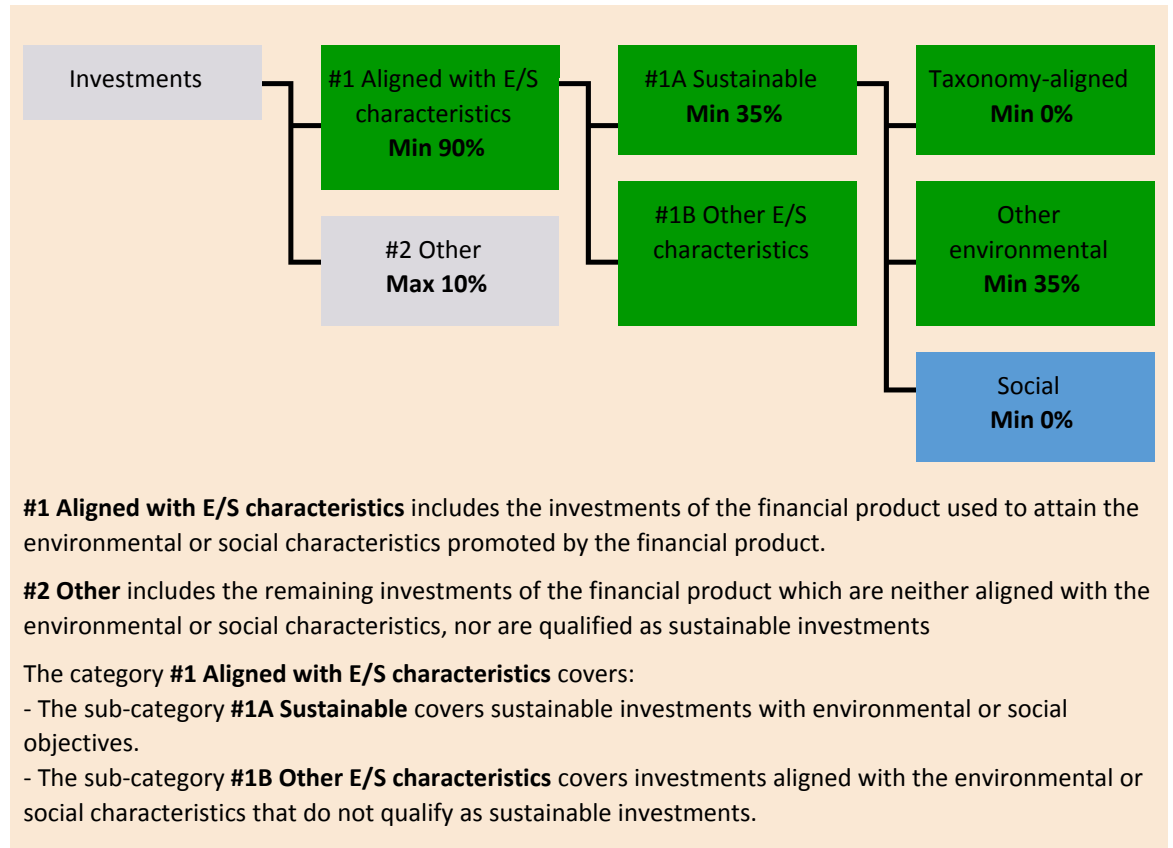 Investments
#1 Aligned with E/S
characteristics
Min 90%
#2 Other
Max 10%
#1A Sustainable
Min 35%
#1B Other E/S
characteristics
Taxonomy-aligned
Min 0%
Other
environmental
Min 35%
Social
Min 0%
#1 Aligned with E/S characteristics includes the investments of the financial product used to attain the
environmental or social characteristics promoted by the financial product.
#2 Other includes the remaining investments of the financial product which are neither aligned with the
environmental or social characteristics, nor are qualified as sustainable investments
The category #1 Aligned with E/S characteristics covers:
- The sub-category #1A Sustainable covers sustainable investments with environmental or social
objectives.
- The sub-category #1B Other E/S characteristics covers investments aligned with the environmental or
social characteristics that do not qualify as sustainable investments.